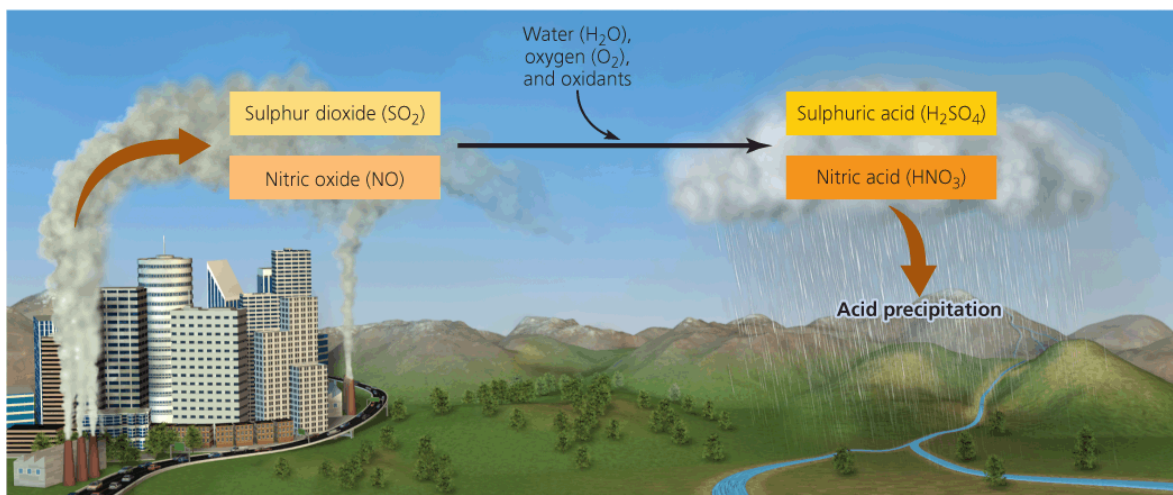 Water (H₂O),
oxygen (O₂),
and oxidants
Sulphur dioxide (SO₂)
Sulphuric acid (H₂SO₄)
Nitric oxide (NO)
Nitric acid (HNO₃)
Acid precipitation